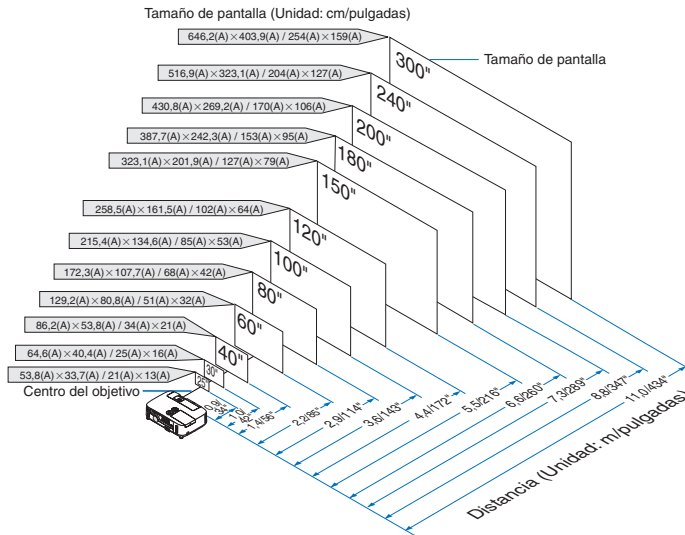 Tamaño de pantalla (Unidad: cm/pulgadas)
646,2(A)×403,9(A) / 254(A)×159(A)
300"
Tamaño de pantalla
516,9(A)×323,1(A) / 204(A)×127(A)
240"
430,8(A)×269,2(A) / 170(A)×106(A)
200"
387,7(A)×242,3(A) / 153(A)×95(A)
180"
323,1(A)×201,9(A) / 127(A)×79(A)
150"
258,5(A)×161,5(A) / 102(A)×64(A)
120"
215,4(A)×134,6(A) / 85(A)×53(A)
100"
172,3(A)×107,7(A) / 68(A)×42(A)
80"
129,2(A)×80,8(A) / 51(A)×32(A)
60"
86,2(A)×53,8(A) / 34(A)×21(A)
40"
64,6(A)×40,4(A) / 25(A)×16(A)
30"
53,8(A)×33,7(A) / 21(A)×13(A)
25"
Centro del objetivo
1,4/56"
2,2/85"
2,9/114"
3,6/143"
4,4/172"
5,5/216"
6,6/260"
7,3/289"
8,8/347"
11,0/434"
Distancia (Unidad: m/pulgadas)